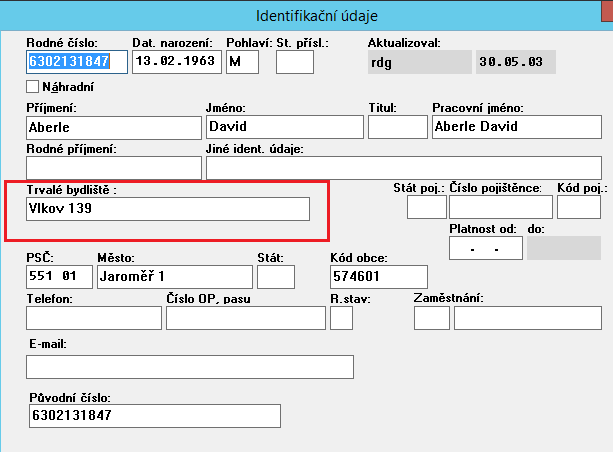 Identifikační údaje
Rodné číslo: Dat. narození: Pohlaví: St. přísl.: Aktualizoval:
6302131847 13.02.1963 M rdg 30.05.03
Náhradní
Příjmení: Jméno: Titul: Pracovní jméno:
Aberle David Aberle David
Rodné příjmení: Jiné ident. údaje:
Trvalé bydliště : Stát poj.: Číslo pojištěnce: Kód poj.:
Vlkov 139
Platnost od: do:
- -
PSČ: Město: Stát: Kód obce:
551 01 Jaroměř 1 574601
Telefon: Číslo OP, pasu R.stav: Zaměstnání:
E-mail:
Původní číslo:
6302131847